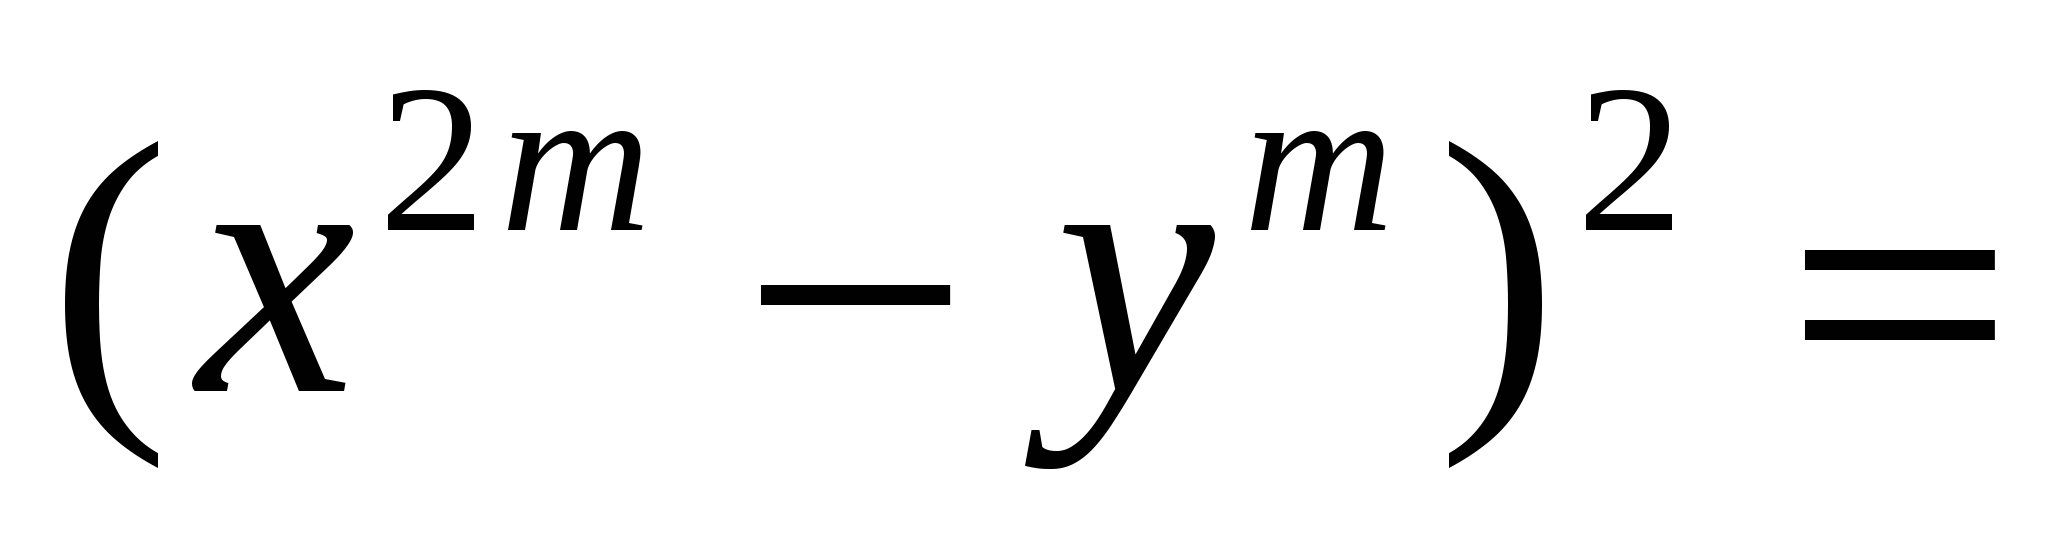 (x^{2m} − y^{m})^{2} =